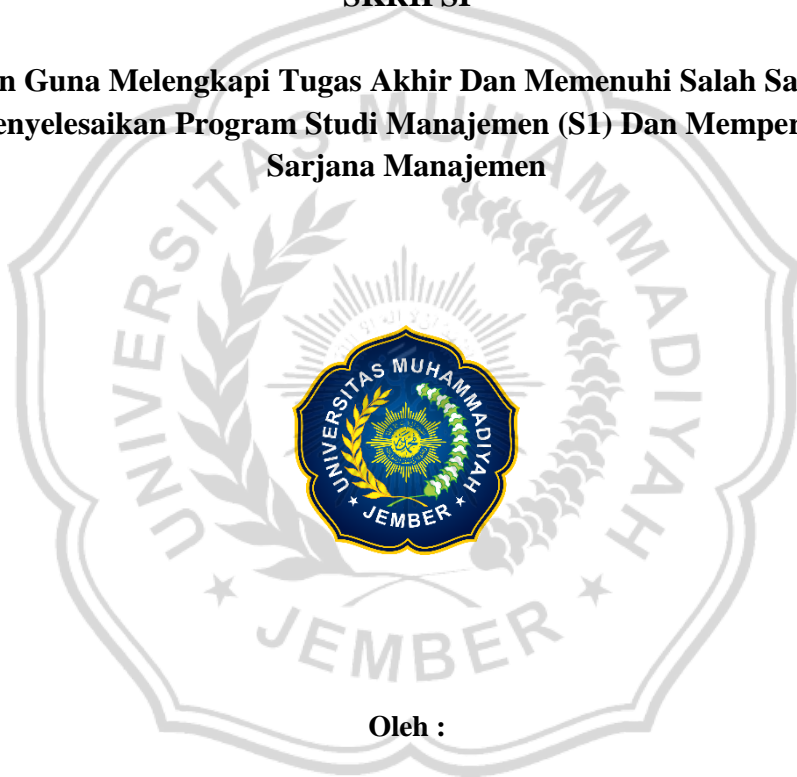 SKRIPSI
n Guna Melengkapi Tugas Akhir Dan Memenuhi Salah Sa
enyelesaikan Program Studi Manajemen (S1) Dan Memper
Sarjana Manajemen
UNIVERSITAS MUHAMMADIYAH
JEMBER
UNIVERSITAS MUHAMMADIYAH
JEMBER
Oleh :